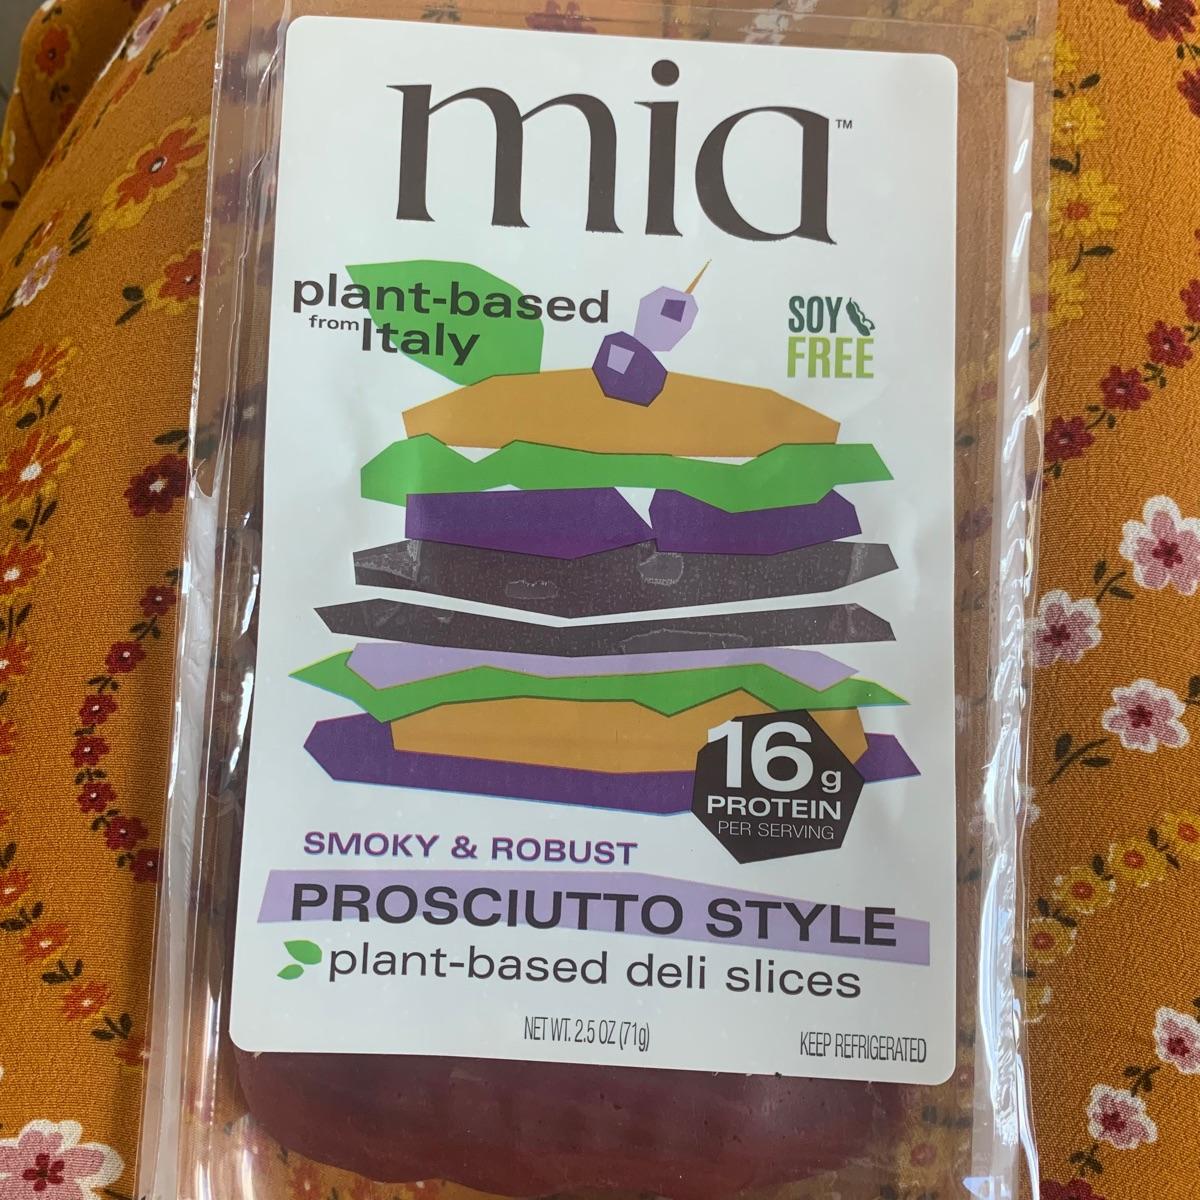 mia™
plant-based
from Italy
SOY
FREE
16g
PROTEIN
PER SERVING
SMOKY & ROBUST
PROSCIUTTO STYLE
plant-based deli slices
NET WT. 2.5 OZ (71g)
KEEP REFRIGERATED